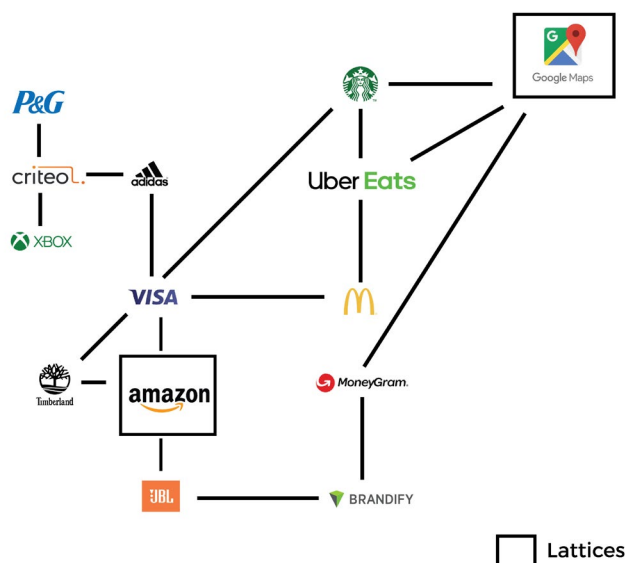 G
Google Maps
P&G
criteo
adidas
Uber Eats
XBOX
VISA
Timberland
amazon
MoneyGram.
JBL
BRANDIFY
Lattices